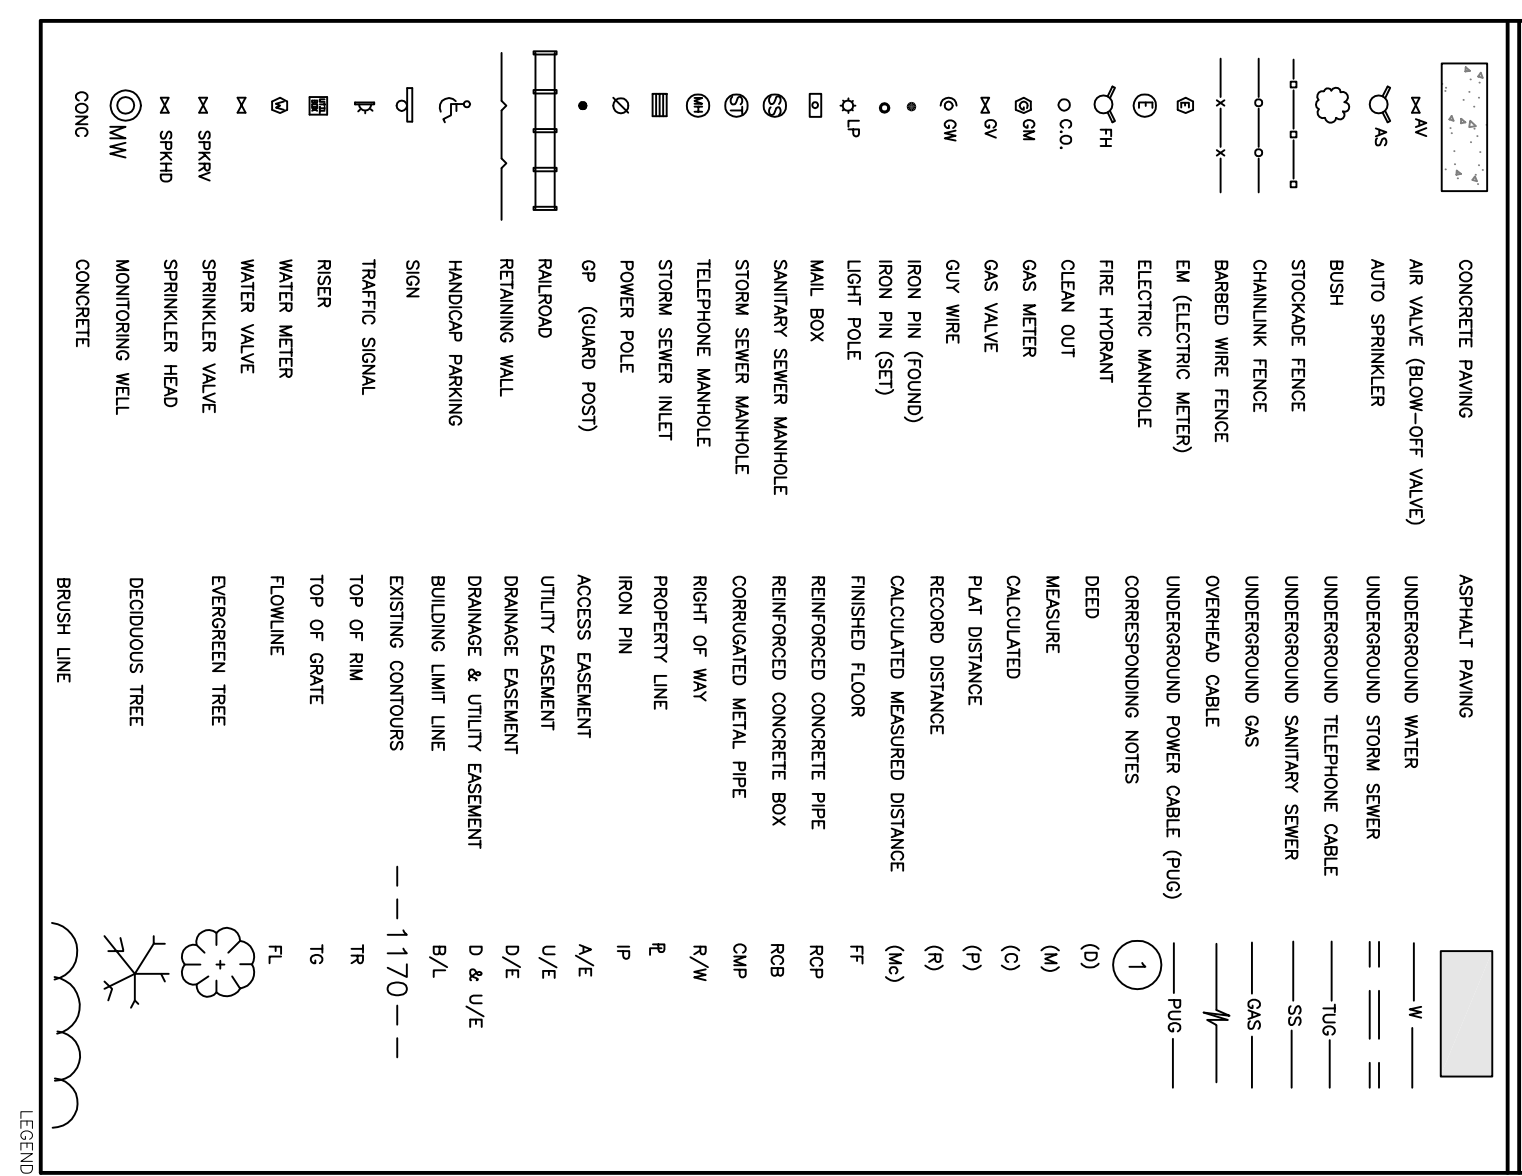 CONCRETE PAVING
AV AIR VALVE (BLOW-OFF VALVE)
AS AUTO SPRINKLER
BUSH
STOCKADE FENCE
CHAINLINK FENCE
x x BARBED WIRE FENCE
E EM (ELECTRIC METER)
E ELECTRIC MANHOLE
FH FIRE HYDRANT
C.O. CLEAN OUT
G GM GAS METER
GV GAS VALVE
GW GUY WIRE
IRON PIN (FOUND)
IRON PIN (SET)
LP LIGHT POLE
MAIL BOX
SS SANITARY SEWER MANHOLE
ST STORM SEWER MANHOLE
MH TELEPHONE MANHOLE
STORM SEWER INLET
POWER POLE
GP (GUARD POST)
RAILROAD
RETAINING WALL
HANDICAP PARKING
SIGN
TRAFFIC SIGNAL
RISER
W WATER METER
WATER VALVE
SPKRV SPRINKLER VALVE
SPKHD SPRINKLER HEAD
MW MONITORING WELL
CONC CONCRETE
ASPHALT PAVING
UNDERGROUND WATER W
UNDERGROUND STORM SEWER
UNDERGROUND TELEPHONE CABLE TUG
UNDERGROUND SANITARY SEWER SS
UNDERGROUND GAS GAS
OVERHEAD CABLE
UNDERGROUND POWER CABLE (PUG) PUG
CORRESPONDING NOTES 1
DEED (D)
MEASURE (M)
CALCULATED (C)
PLAT DISTANCE (P)
RECORD DISTANCE (R)
CALCULATED MEASURED DISTANCE (Mc)
FINISHED FLOOR FF
REINFORCED CONCRETE PIPE RCP
REINFORCED CONCRETE BOX RCB
CORRUGATED METAL PIPE CMP
RIGHT OF WAY R/W
PROPERTY LINE PL
IRON PIN IP
ACCESS EASEMENT A/E
UTILITY EASEMENT U/E
DRAINAGE EASEMENT D/E
DRAINAGE & UTILITY EASEMENT D & U/E
BUILDING LIMIT LINE B/L
EXISTING CONTOURS – –1170– –
TOP OF RIM TR
TOP OF GRATE TG
FLOWLINE FL
EVERGREEN TREE
DECIDUOUS TREE
BRUSH LINE
LEGEND